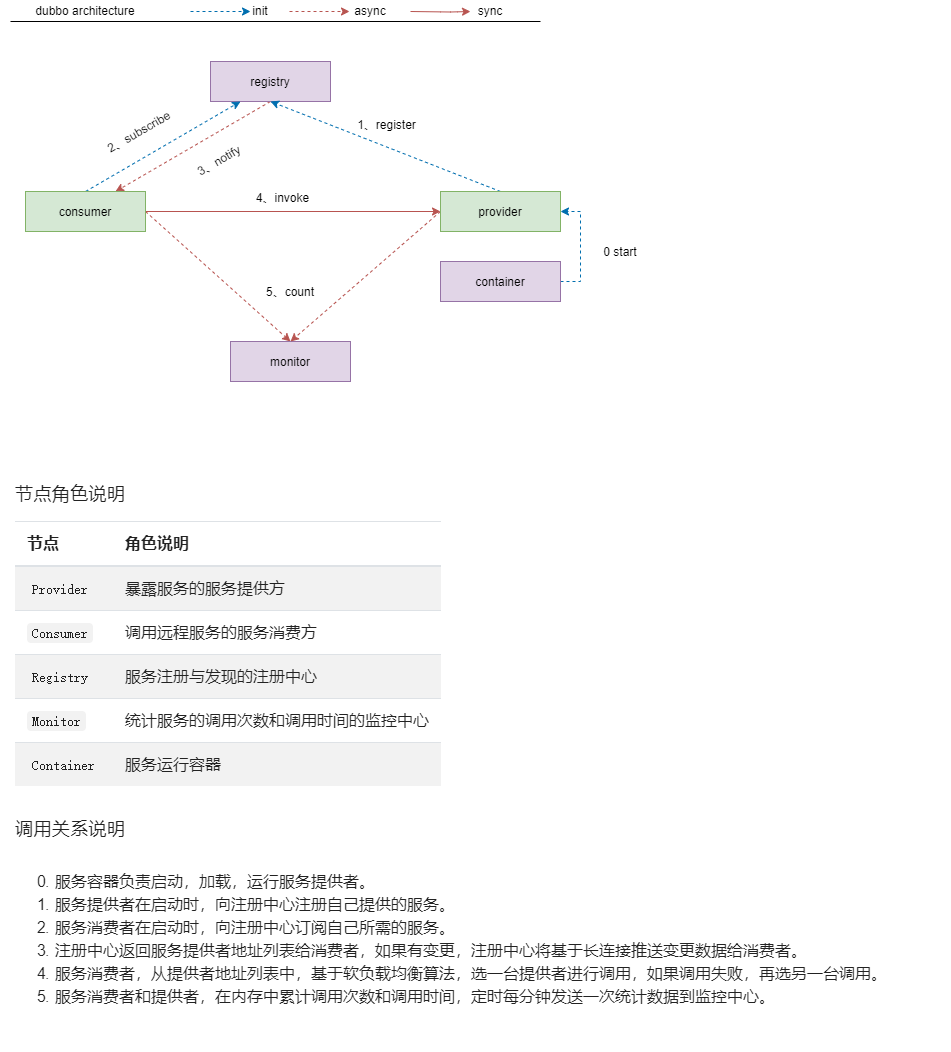 dubbo architecture init async sync
registry
1、register
2、subscribe
3、notify
4、invoke
consumer
provider
0 start
container
5、count
monitor
节点角色说明
节点 角色说明
Provider 暴露服务的服务提供方
Consumer 调用远程服务的服务消费方
Registry 服务注册与发现的注册中心
Monitor 统计服务的调用次数和调用时间的监控中心
Container 服务运行容器
调用关系说明
0. 服务容器负责启动，加载，运行服务提供者。
1. 服务提供者在启动时，向注册中心注册自己提供的服务。
2. 服务消费者在启动时，向注册中心订阅自己所需的服务。
3. 注册中心返回服务提供者地址列表给消费者，如果有变更，注册中心将基于长连接推送变更数据给消费者。
4. 服务消费者，从提供者地址列表中，基于软负载均衡算法，选一台提供者进行调用，如果调用失败，再选另一台调用。
5. 服务消费者和提供者，在内存中累计调用次数和调用时间，定时每分钟发送一次统计数据到监控中心。